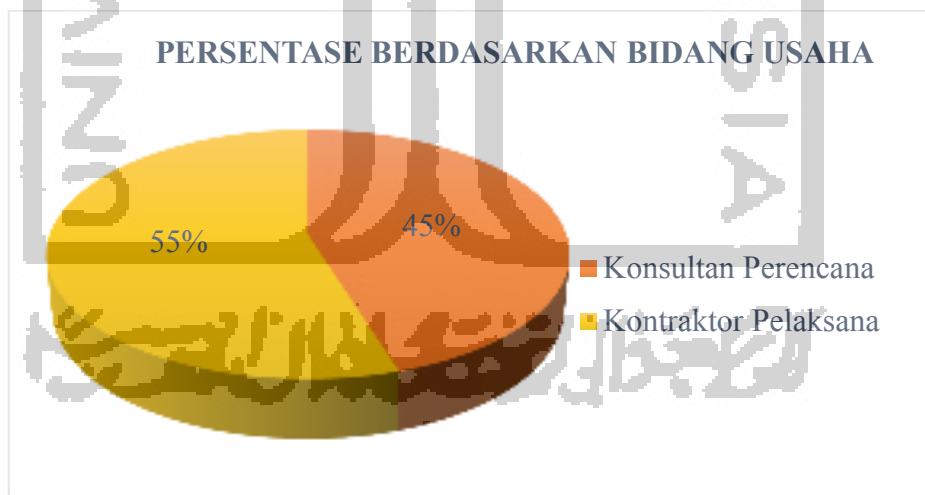 PERSENTASE BERDASARKAN BIDANG USAHA
45%
55%
Konsultan Perencana
Kontraktor Pelaksana